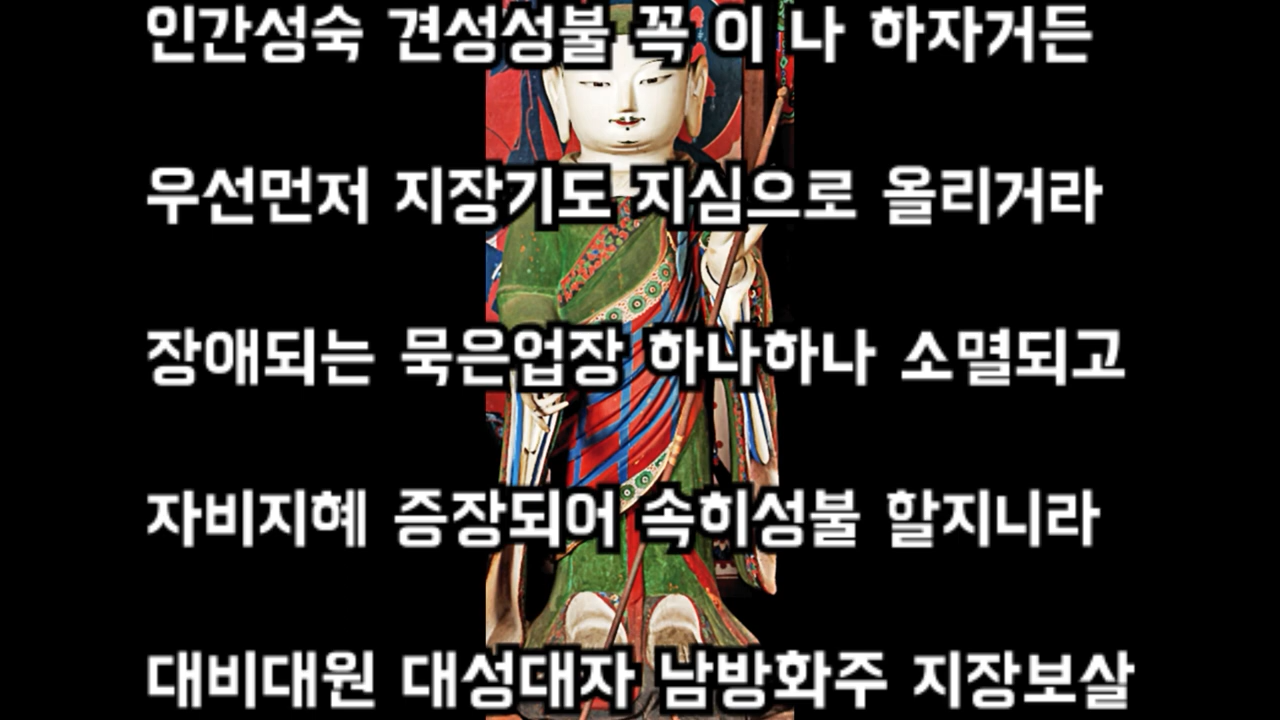 인간성숙 견성성불 꼭 이 나 하자거든
우선먼저 지장기도 지심으로 올리거라
장애되는 묵은업장 하나하나 소멸되고
자비지혜 증장되어 속히성불 할지니라
대비대원 대성대자 남방화주 지장보살